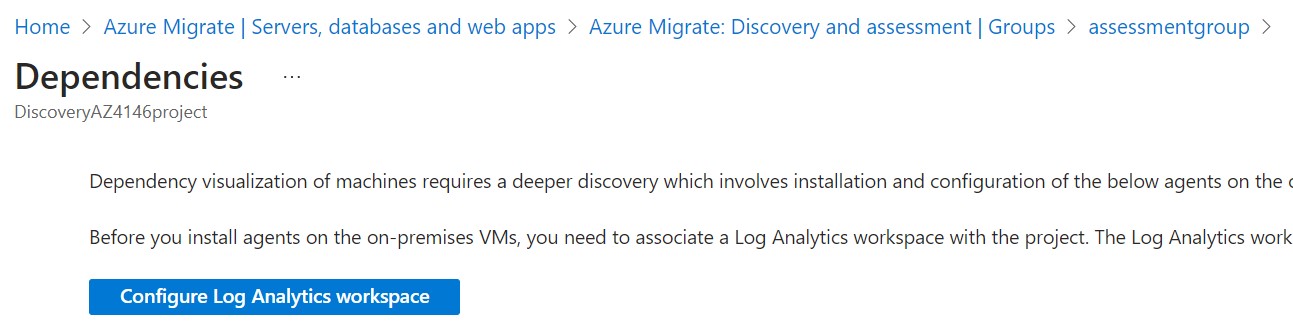 Home > Azure Migrate | Servers, databases and web apps > Azure Migrate: Discovery and assessment | Groups > assessmentgroup >
Dependencies ...
DiscoveryAZ4146project
Dependency visualization of machines requires a deeper discovery which involves installation and configuration of the below agents on the
Before you install agents on the on-premises VMs, you need to associate a Log Analytics workspace with the project. The Log Analytics work
Configure Log Analytics workspace